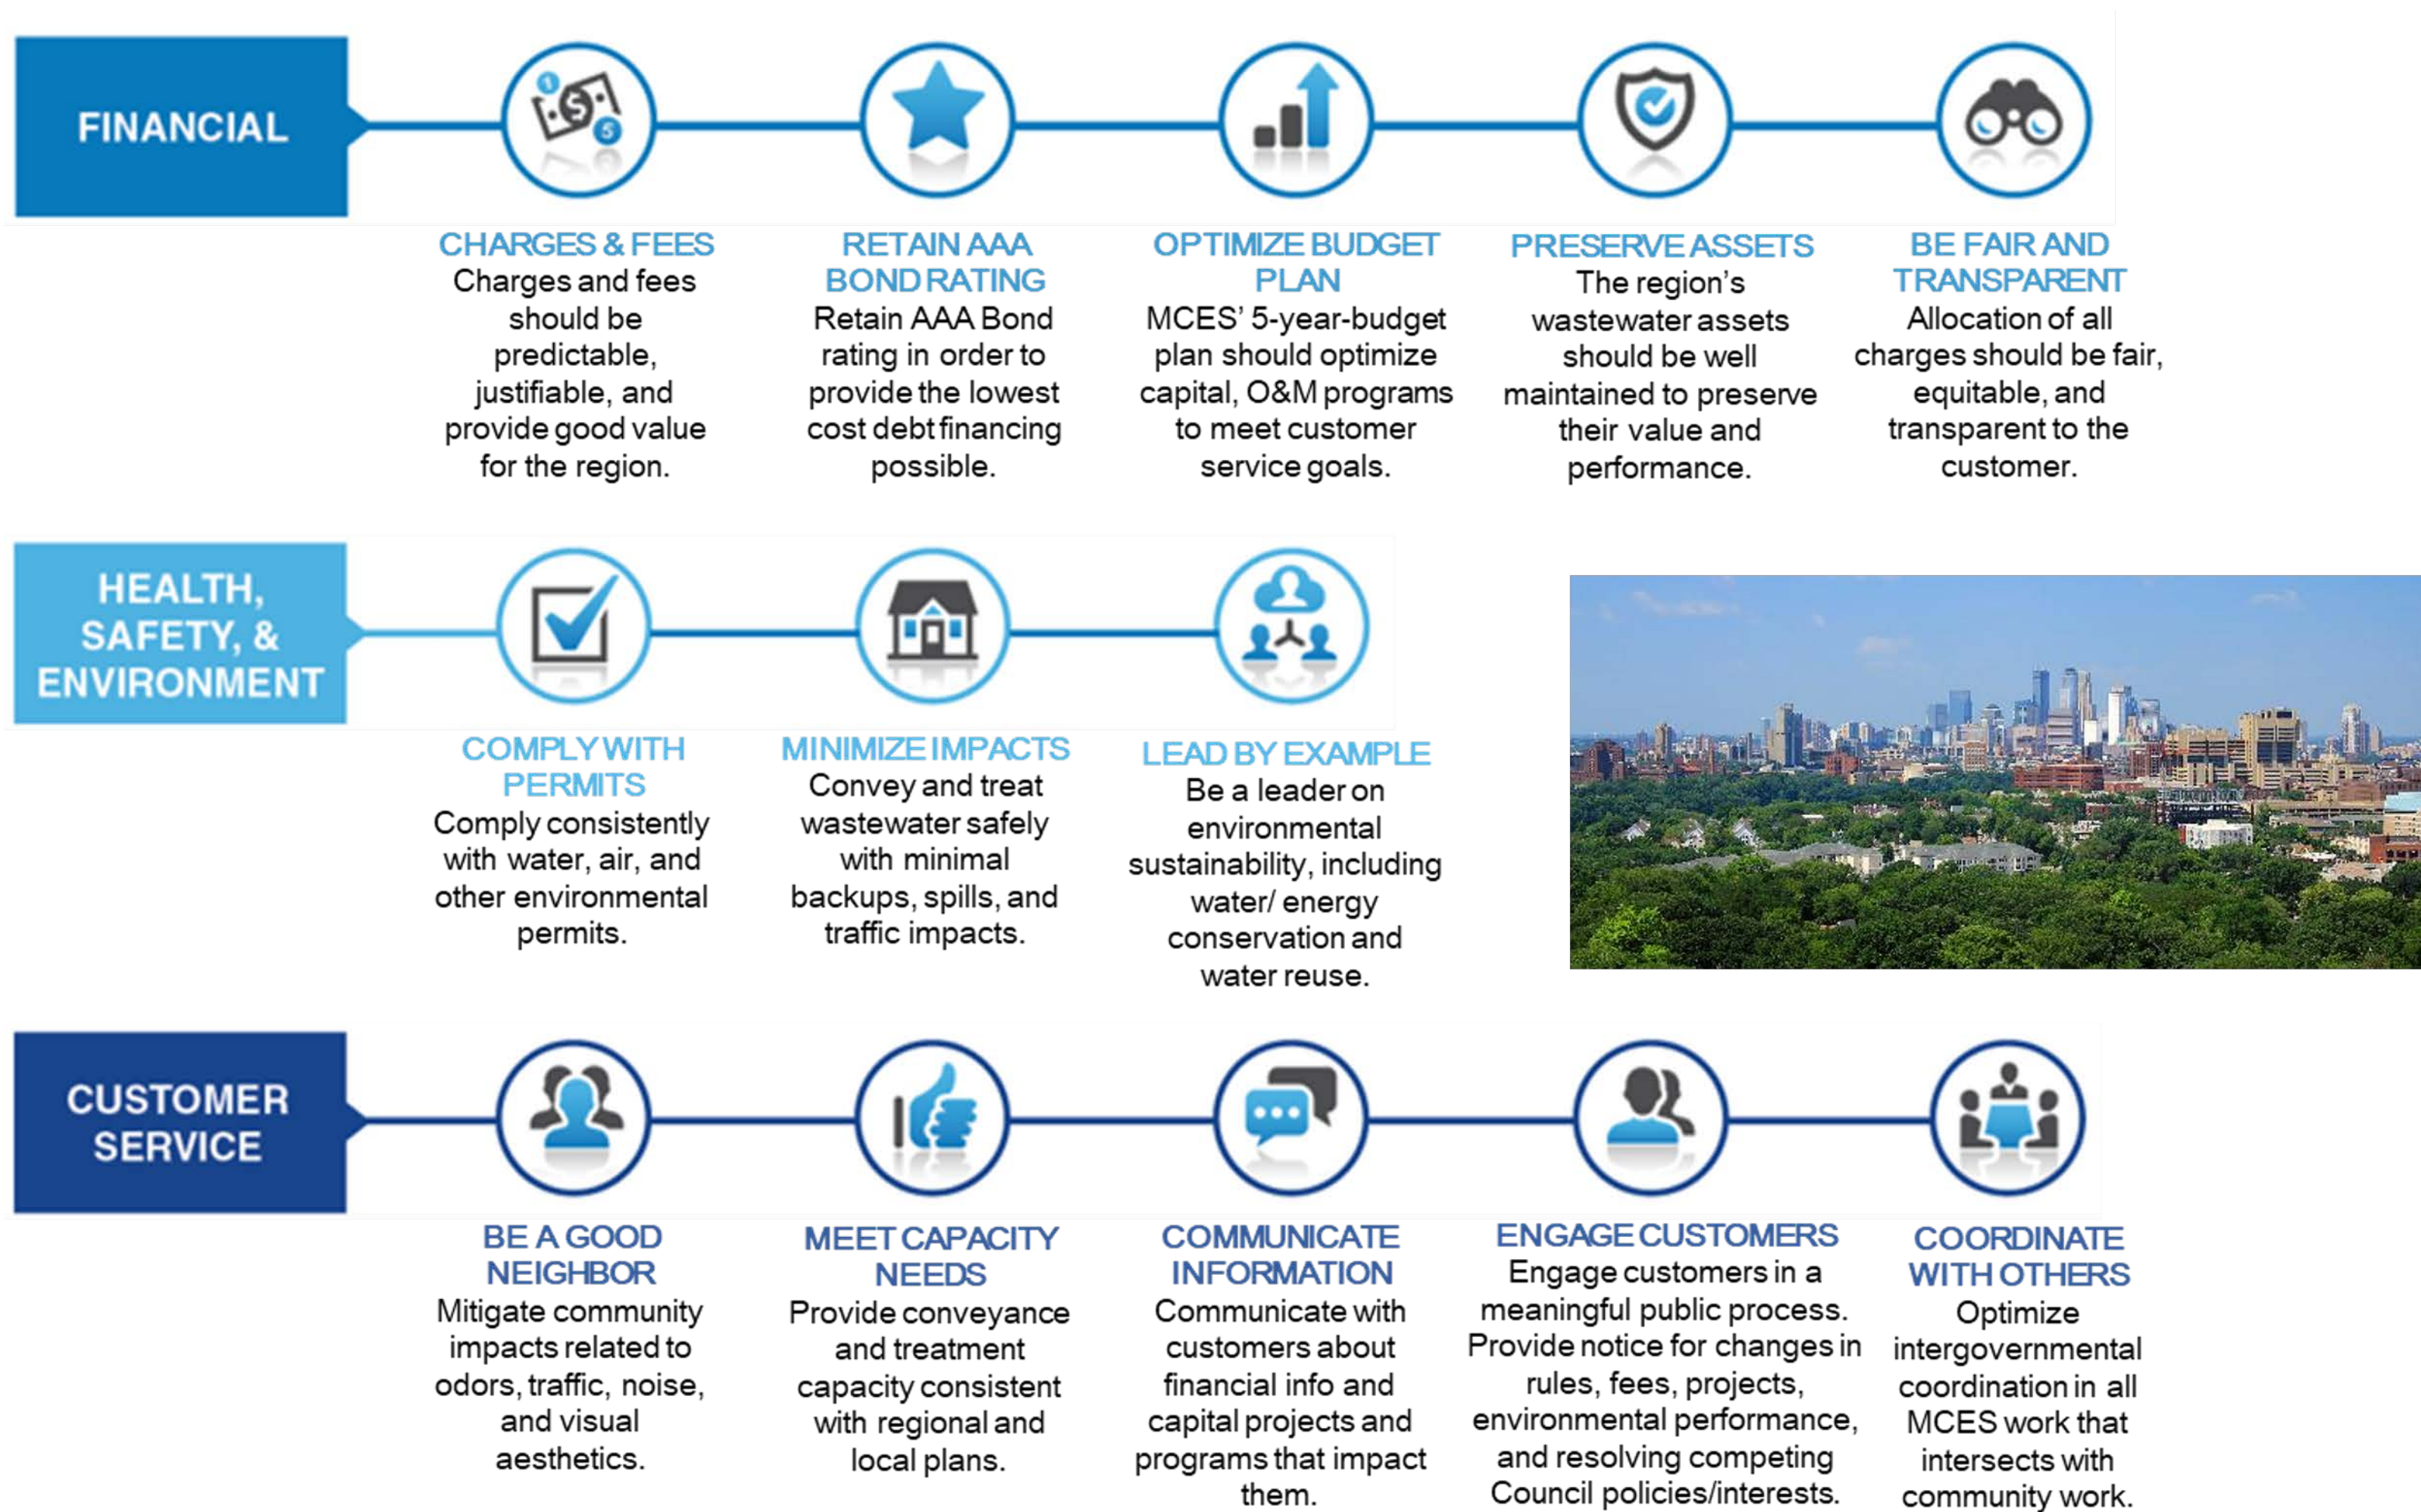 FINANCIAL
CHARGES & FEES
Charges and fees
should be
predictable,
justifiable, and
provide good value
for the region.
RETAIN AAA
BOND RATING
Retain AAA Bond
rating in order to
provide the lowest
cost debt financing
possible.
OPTIMIZE BUDGET
PLAN
MCES’ 5-year-budget
plan should optimize
capital, O&M programs
to meet customer
service goals.
PRESERVE ASSETS
The region’s
wastewater assets
should be well
maintained to preserve
their value and
performance.
BE FAIR AND
TRANSPARENT
Allocation of all
charges should be fair,
equitable, and
transparent to the
customer.
HEALTH,
SAFETY, &
ENVIRONMENT
COMPLY WITH
PERMITS
Comply consistently
with water, air, and
other environmental
permits.
MINIMIZE IMPACTS
Convey and treat
wastewater safely
with minimal
backups, spills, and
traffic impacts.
LEAD BY EXAMPLE
Be a leader on
environmental
sustainability, including
water/ energy
conservation and
water reuse.
CUSTOMER
SERVICE
BE A GOOD
NEIGHBOR
Mitigate community
impacts related to
odors, traffic, noise,
and visual
aesthetics.
MEET CAPACITY
NEEDS
Provide conveyance
and treatment
capacity consistent
with regional and
local plans.
COMMUNICATE
INFORMATION
Communicate with
customers about
financial info and
capital projects and
programs that impact
them.
ENGAGE CUSTOMERS
Engage customers in a
meaningful public process.
Provide notice for changes in
rules, fees, projects,
environmental performance,
and resolving competing
Council policies/interests.
COORDINATE
WITH OTHERS
Optimize
intergovernmental
coordination in all
MCES work that
intersects with
community work.
1
$
5